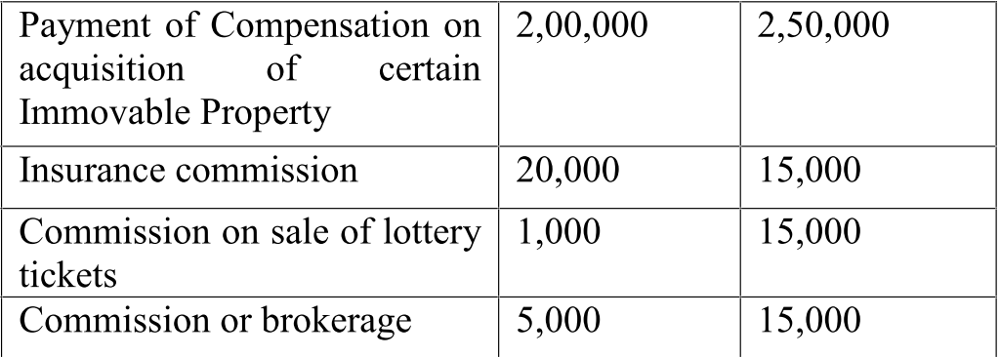 Payment of Compensation on 2,00,000 2,50,000
acquisition of certain
Immovable Property
Insurance commission 20,000 15,000
Commission on sale of lottery 1,000 15,000
tickets
Commission or brokerage 5,000 15,000